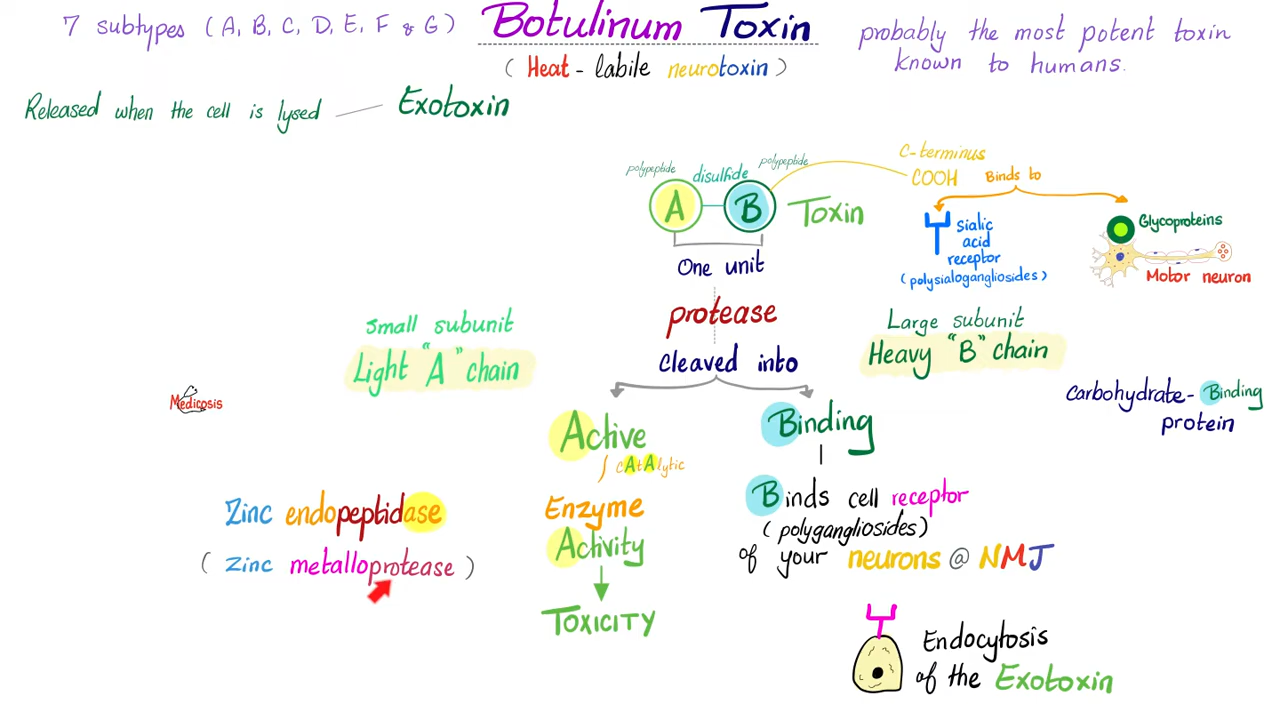 7 subtypes (A, B, C, D, E, F & G)
Botulinum Toxin
probably the most potent toxin
known to humans.
(Heat-labile neurotoxin)
Released when the cell is lysed
Exotoxin
polypeptide
disulfide
polypeptide
A
B
Toxin
C-terminus
COOH
Binds to
Sialic
acid
receptor
(polysialogangliosides)
Glycoproteins
Motor neuron
One unit
protease
Cleaved into
Small subunit
Light "A" chain
Large subunit
Heavy "B" chain
Carbohydrate-Binding
protein
Medicosis
Active
CAtAlytic
Enzyme
Activity
TOXICITY
Zinc endopeptidase
(Zinc metalloprotease)
Binding
Binds cell receptor
(polygangliosides)
of your neurons @ NMJ
Endocytosis
of the Exotoxin